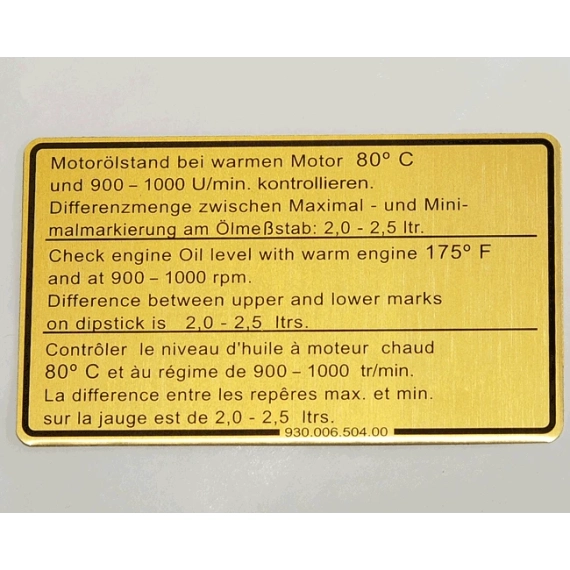 Motorölstand bei warmen Motor 80º C
und 900 – 1000 U/min. kontrollieren.
Differenzmenge zwischen Maximal - und Mini-
malmarkierung am Ölmeßstab: 2,0 - 2,5 ltr.
Check engine Oil level with warm engine 175º F
and at 900 – 1000 rpm.
Difference between upper and lower marks
on dipstick is 2,0 - 2,5 ltrs.
Contrôler le niveau d'huile à moteur chaud
80º C et àu régime de 900 – 1000 tr/min.
La difference entre les repêres max. et min.
sur la jauge est de 2,0 - 2,5 ltrs.
930.006.504.00